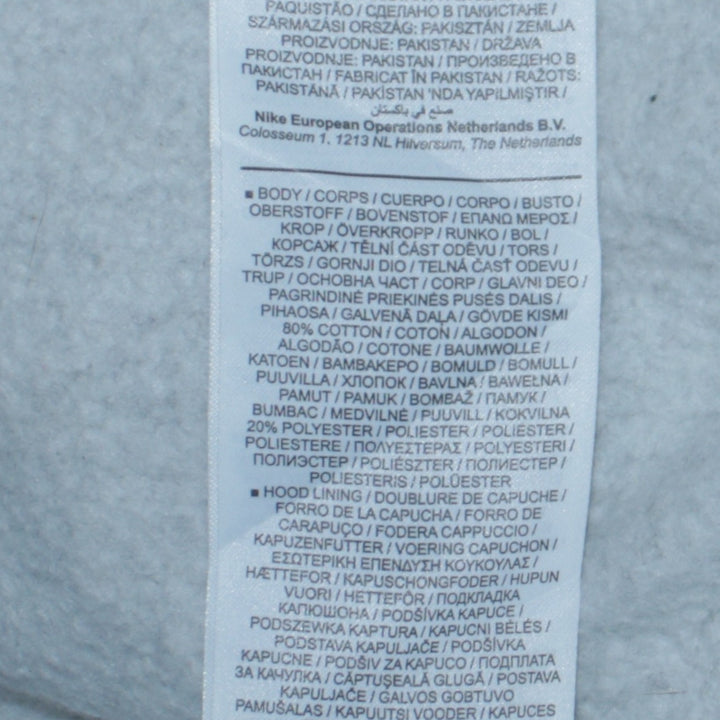 PAQUISTÃO / СДЕЛАНО В ПАКИСТАНЕ /
SZÁRMAZÁSI ORSZÁG: PAKISZTÁN / ZEMLJA
PROIZVODNJE: PAKISTAN / DRŽAVA
PROIZVODNJE: PAKISTAN / ПРОИЗВЕДЕНО В
ПАКИСТАН / FABRICAT ÎN PAKISTAN / RAŽOTS:
PAKISTĀNĀ / PAKİSTAN 'NDA YAPILMIŞTIR /
صنع في باكستان
Nike European Operations Netherlands B.V.
Colosseum 1, 1213 NL Hilversum, The Netherlands
■ BODY / CORPS / CUERPO / CORPO / BUSTO /
OBERSTOFF / BOVENSTOF / ΕΠΑΝΩ ΜΕΡΟΣ /
KROP / ÖVERKROPP / RUNKO / BOL /
КОРСАЖ / TĚLNÍ ČÁST ODĚVU / TORS /
TÖRZS / GORNJI DIO / TELNÁ ČASŤ ODEVU /
TRUP / ОСНОВНА ЧАСТ / CORP / GLAVNI DEO /
PAGRINDINĖ PRIEKINĖS PUSĖS DALIS /
PIHAOSA / GALVENĀ DAĻA / GÖVDE KISMI
80% COTTON / COTON / ALGODON /
ALGODÃO / COTONE / BAUMWOLLE /
KATOEN / ΒΑΜΒΑΚΕΡΟ / BOMULD / BOMULL /
PUUVILLA / ХЛОПОК / BAVLNA / BAWEŁNA /
PAMUT / PAMUK / BOMBAŽ / ПАМУК /
BUMBAC / MEDVILNĖ / PUUVILL / KOKVILNA
20% POLYESTER / POLIESTER / POLIÉSTER /
POLIESTERE / ΠΟΛΥΕΣΤΕΡΑΣ / POLYESTERI /
ПОЛИЭСТЕР / POLIÉSZTER / ПОЛИЕСТЕР /
POLIESTERIS / POLÜESTER
■ HOOD LINING / DOUBLURE DE CAPUCHE /
FORRO DE LA CAPUCHA / FORRO DE
CARAPUÇO / FODERA CAPPUCCIO /
KAPUZENFUTTER / VOERING CAPUCHON /
ΕΣΩΤΕΡΙΚΗ ΕΠΕΝΔΥΣΗ ΚΟΥΚΟΥΛΑΣ /
HÆTTEFOR / KAPUSCHONGFODER / HUPUN
VUORI / HETTEFÔR / ПОДКЛАДКА
КАПЮШОНА / PODŠÍVKA KAPUCE /
PODSZEWKA KAPTURA / KAPUCNI BÉLÉS /
PODSTAVA KAPULJAČE / PODŠÍVKA
KAPUCNE / PODŠIV ZA KAPUCO / ПОДПЛАТА
ЗА КАЧУЛКА / CĂPTUŞEALĂ GLUGĂ / POSTAVA
KAPULJAČE / GALVOS GOBTUVO
PAMUŠALAS / KAPUUTSI VOODER / KAPUCES